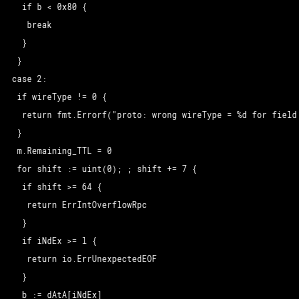 if b < 0x80 {
break
}
}
case 2:
if wireType != 0 {
return fmt.Errorf("proto: wrong wireType = %d for field
}
m.Remaining_TTL = 0
for shift := uint(0); ; shift += 7 {
if shift >= 64 {
return ErrIntOverflowRpc
}
if iNdEx >= l {
return io.ErrUnexpectedEOF
}
b := dAtA[iNdEx]